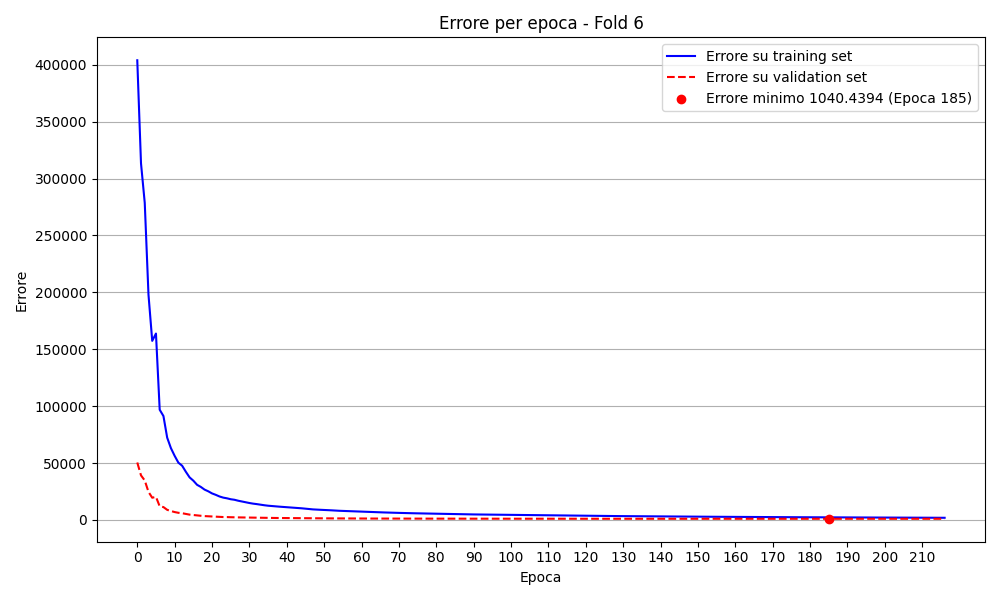 Errore per epoca - Fold 6
Errore su training set
Errore su validation set
Errore minimo 1040.4394 (Epoca 185)
Errore
400000
350000
300000
250000
200000
150000
100000
50000
0
0 10 20 30 40 50 60 70 80 90 100 110 120 130 140 150 160 170 180 190 200 210
Epoca